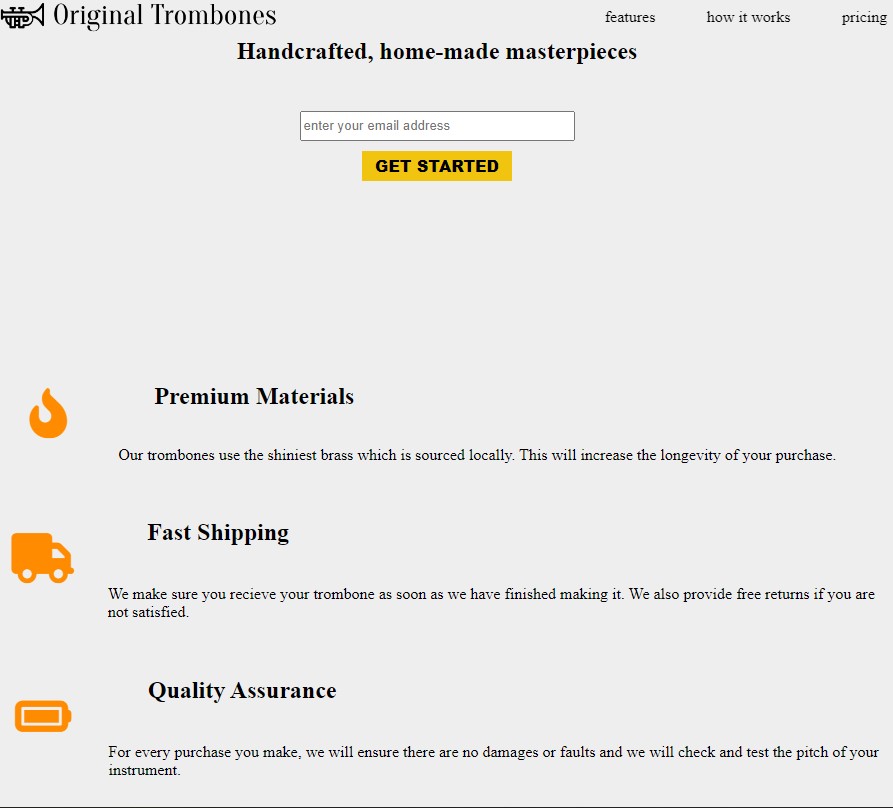 Original Trombones
features how it works pricing
Handcrafted, home-made masterpieces
enter your email address
GET STARTED
Premium Materials
Our trombones use the shiniest brass which is sourced locally. This will increase the longevity of your purchase.
Fast Shipping
We make sure you recieve your trombone as soon as we have finished making it. We also provide free returns if you are
not satisfied.
Quality Assurance
For every purchase you make, we will ensure there are no damages or faults and we will check and test the pitch of your
instrument.